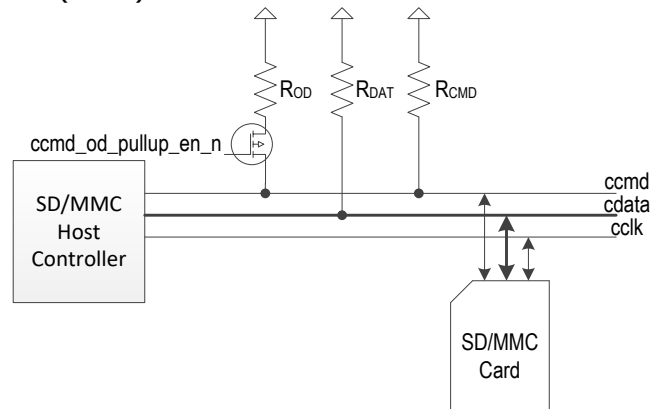 ROD
RDAT
RCMD
ccmd_od_pullup_en_n
ccmd
cdata
cclk
SD/MMC
Host
Controller
SD/MMC
Card